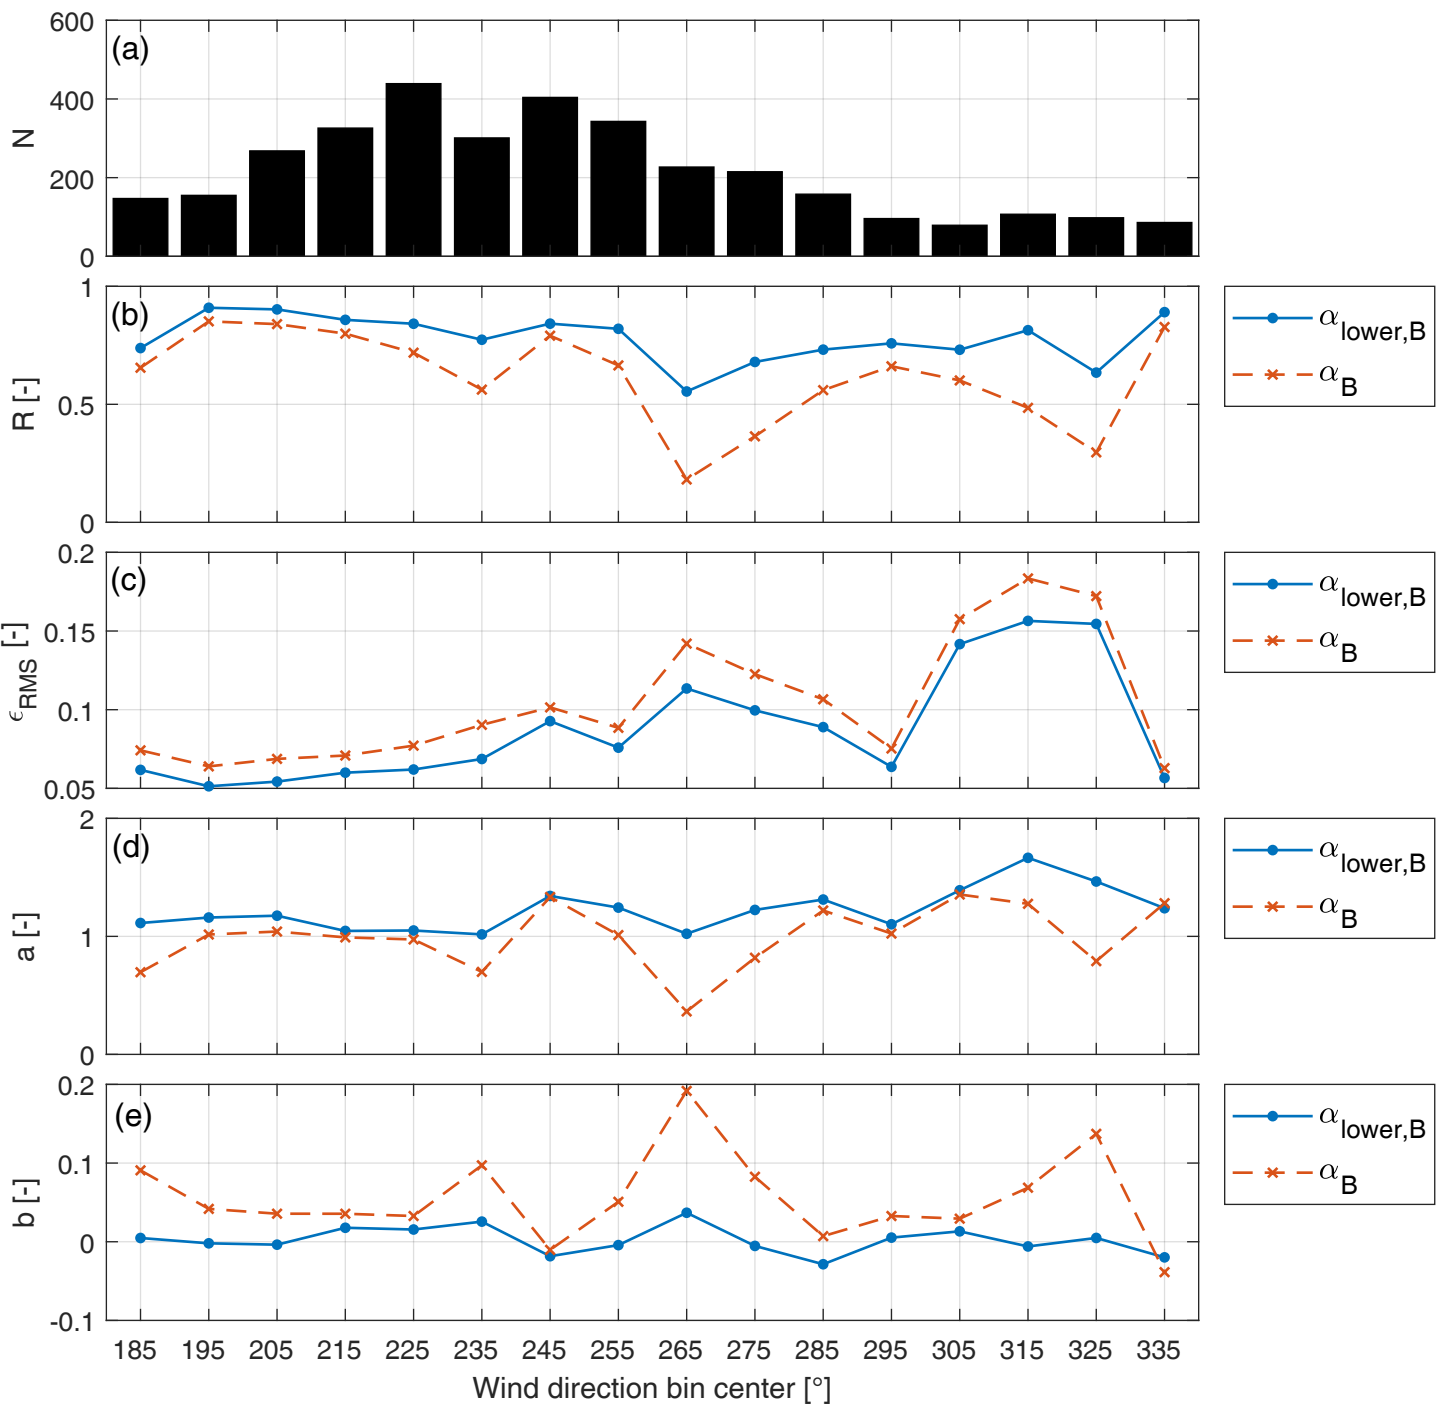 600
400
200
0
N
(a)
1
0.5
0
R [-]
(b)
α_lower,B
α_B
0.2
0.15
0.1
0.05
ϵ_RMS [-]
(c)
α_lower,B
α_B
2
1
0
a [-]
(d)
α_lower,B
α_B
0.2
0.1
0
-0.1
b [-]
(e)
α_lower,B
α_B
185 195 205 215 225 235 245 255 265 275 285 295 305 315 325 335
Wind direction bin center [°]